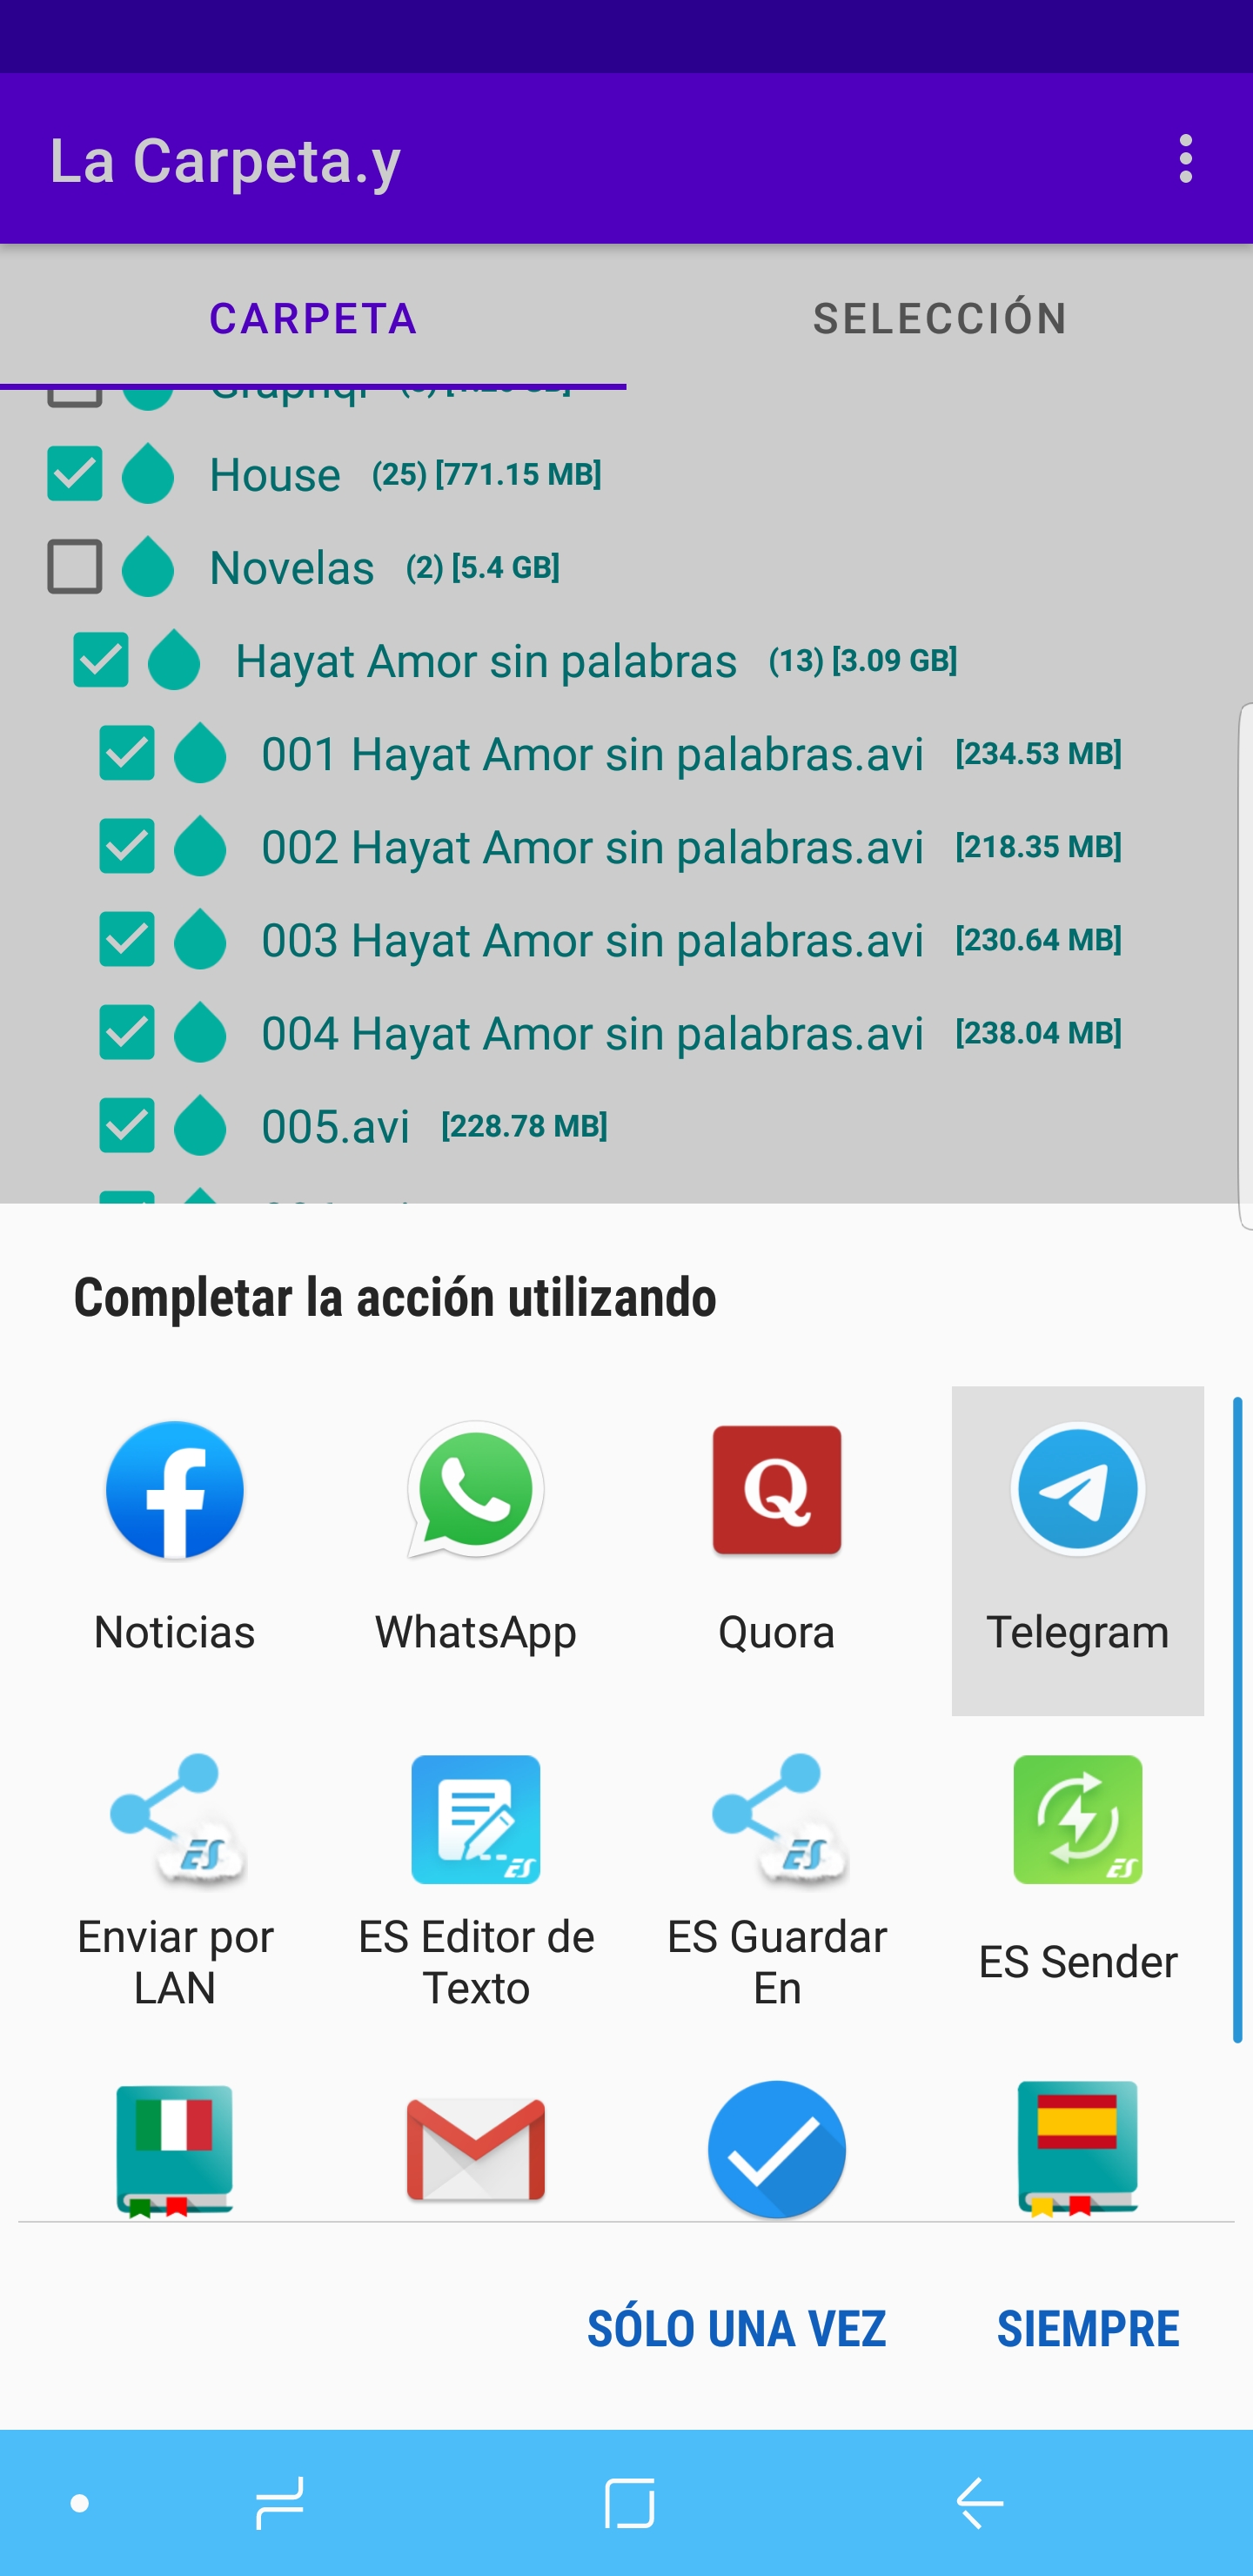 La Carpeta.y
CARPETA
SELECCIÓN
House (25) [771.15 MB]
Novelas (2) [5.4 GB]
Hayat Amor sin palabras (13) [3.09 GB]
001 Hayat Amor sin palabras.avi [234.53 MB]
002 Hayat Amor sin palabras.avi [218.35 MB]
003 Hayat Amor sin palabras.avi [230.64 MB]
004 Hayat Amor sin palabras.avi [238.04 MB]
005.avi [228.78 MB]
Completar la acción utilizando
Noticias
WhatsApp
Q
Quora
Telegram
ES
ES
ES
ES
Enviar por
LAN
ES Editor de
Texto
ES Guardar
En
ES Sender
SÓLO UNA VEZ
SIEMPRE